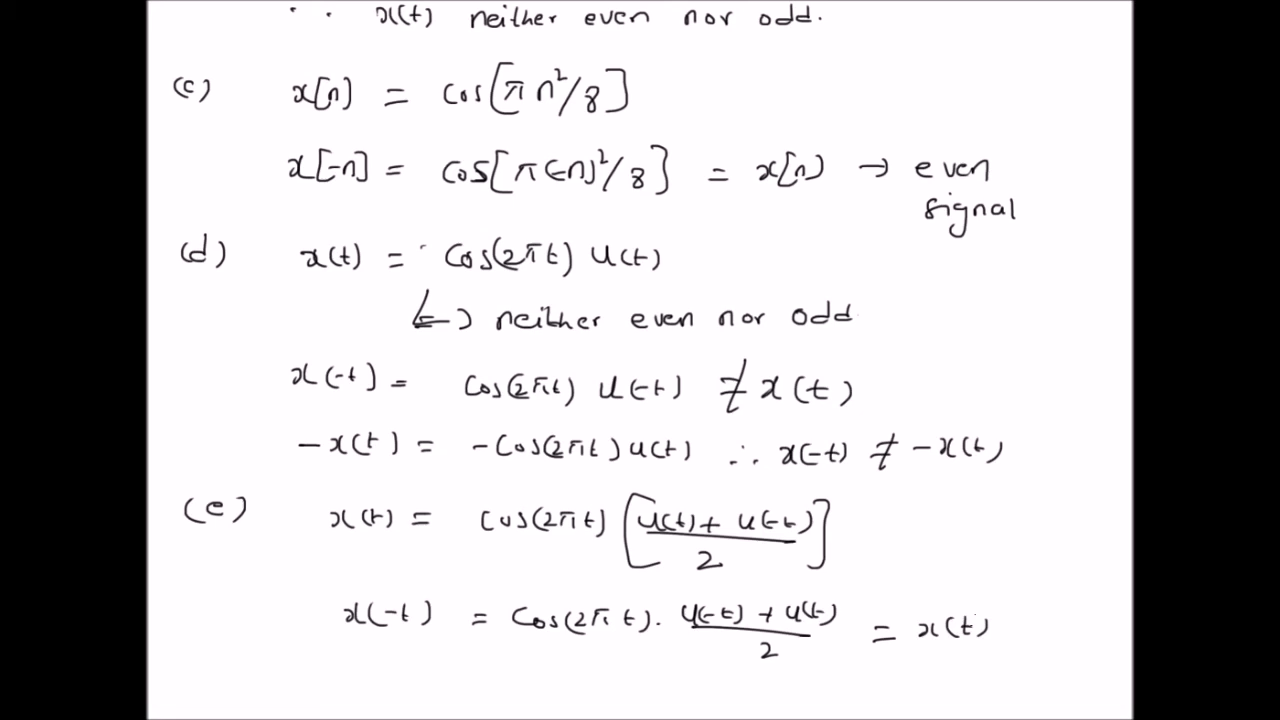 ∴ x(t) neither even nor odd.
(c) x[n] = cos[πn²/8]
x[-n] = cos[π(-n)²/8] = x[n] → even
signal
(d) x(t) = cos(2πt) u(t)
↳ neither even nor odd
x(-t) = cos(2πt) u(-t) ≠ x(t)
-x(t) = -cos(2πt) u(t) ∴ x(-t) ≠ -x(t)
(e) x(t) = cos(2πt) [u(t) + u(-t) / 2]
x(-t) = cos(2πt) . u(-t) + u(t) / 2 = x(t)